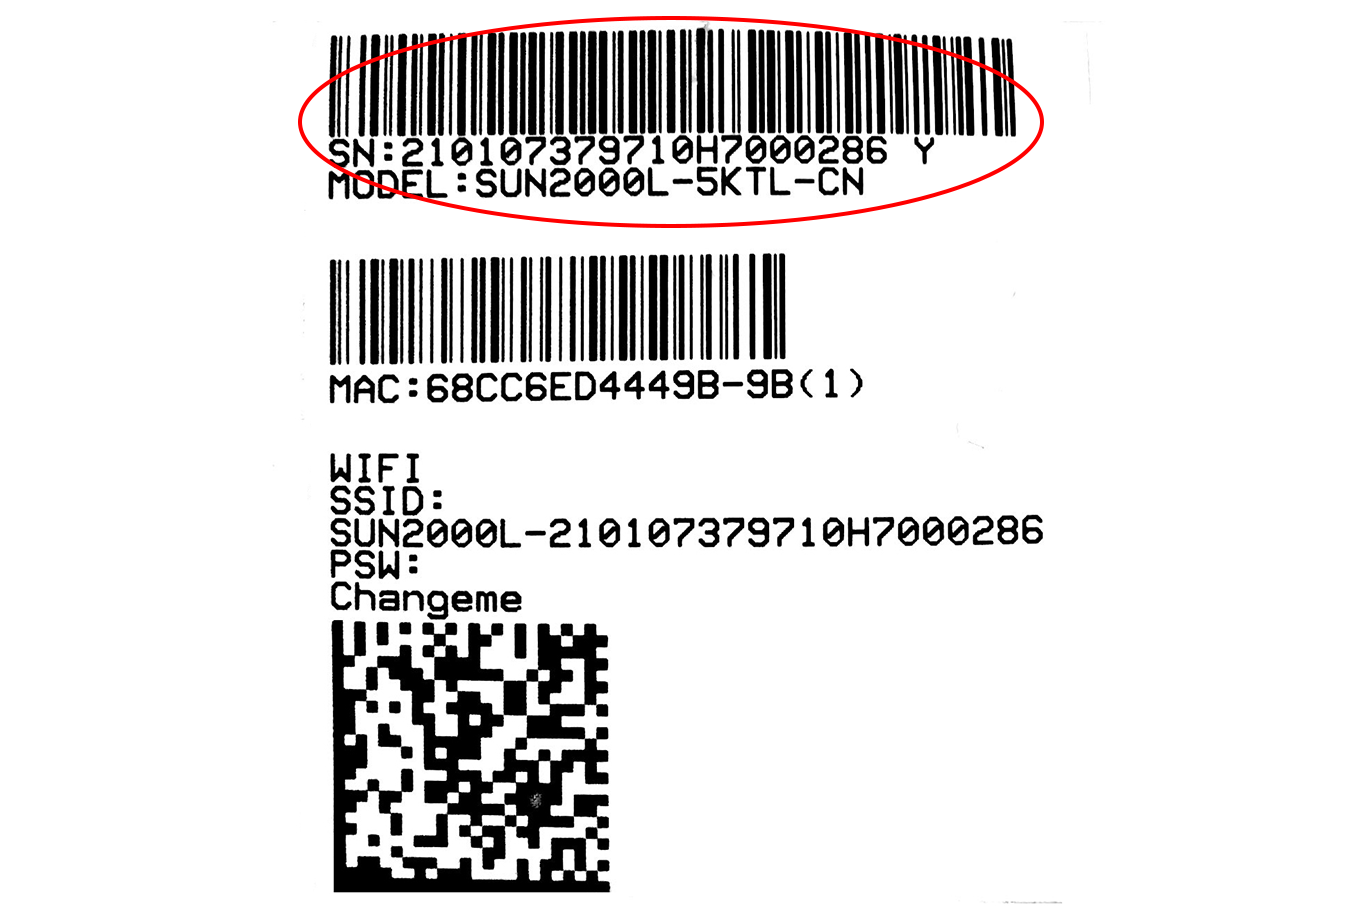 SN:210107379710H7000286 Y
MODEL:SUN2000L-5KTL-CN
MAC:68CC6ED4449B-9B(1)
WIFI
SSID:
SUN2000L-210107379710H7000286
PSW:
Changeme